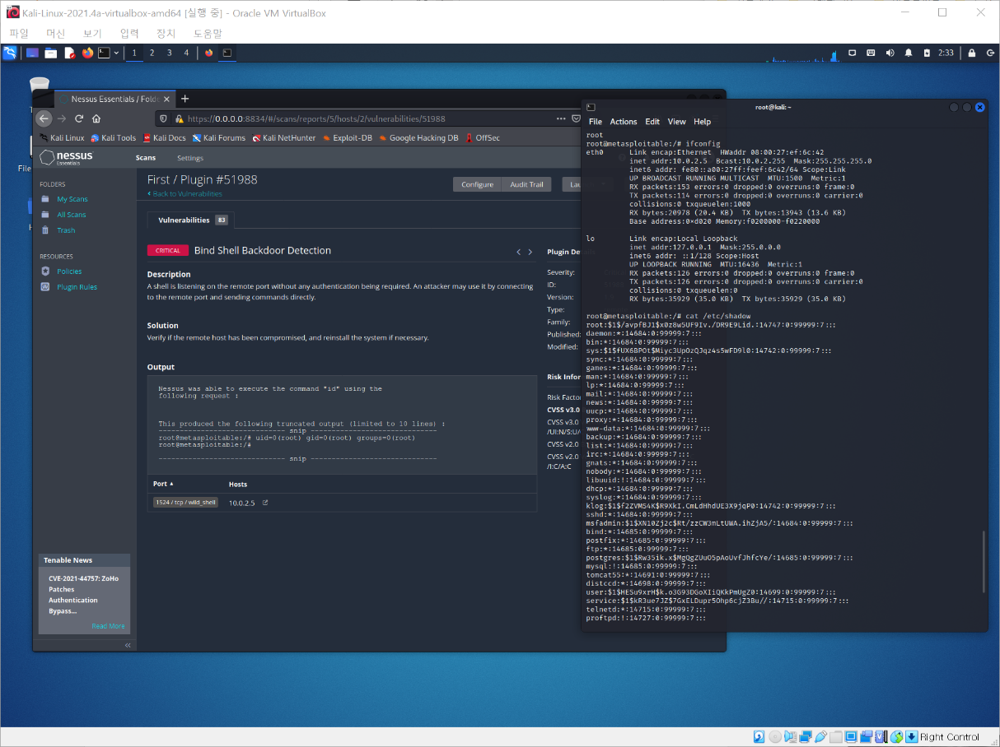 Kali-Linux-2021.4a-virtualbox-amd64 [실행 중] - Oracle VM VirtualBox
파일 머신 보기 입력 장치 도움말
1 2 3 4
2:33
Nessus Essentials / Folde
https://0.0.0.0:8834/#/scans/reports/5/hosts/2/vulnerabilities/51988
Kali Linux Kali Tools Kali Docs Kali Forums Kali NetHunter Exploit-DB Google Hacking DB OffSec
nessus
Essentials
Scans Settings
FOLDERS
My Scans
All Scans
Trash
RESOURCES
Policies
Plugin Rules
Tenable News
CVE-2021-44757: ZoHo
Patches
Authentication
Bypass...
Read More
First / Plugin #51988
Back to Vulnerabilities
Configure Audit Trail Lau
Vulnerabilities 83
CRITICAL Bind Shell Backdoor Detection
Description
A shell is listening on the remote port without any authentication being required. An attacker may use it by connecting
to the remote port and sending commands directly.
Solution
Verify if the remote host has been compromised, and reinstall the system if necessary.
Output
Nessus was able to execute the command "id" using the
following request :
This produced the following truncated output (limited to 10 lines) :
------------------------------ snip ------------------------------
root@metasploitable:/# uid=0(root) gid=0(root) groups=0(root)
root@metasploitable:/#
------------------------------ snip ------------------------------
Port Hosts
1524 / tcp / wild_shell 10.0.2.5
Plugin De
Severity:
ID:
Version:
Type:
Family:
Published:
Modified:
Risk Infor
Risk Facto
CVSS v3.0
CVSS v3.0
/UI:N/S:U/
CVSS v2.0
CVSS v2.0
/I:C/A:C
root@kali: ~
File Actions Edit View Help
root
root@metasploitable:/# ifconfig
eth0 Link encap:Ethernet HWaddr 08:00:27:ef:6c:42
inet addr:10.0.2.5 Bcast:10.0.2.255 Mask:255.255.255.0
inet6 addr: fe80::a00:27ff:feef:6c42/64 Scope:Link
UP BROADCAST RUNNING MULTICAST MTU:1500 Metric:1
RX packets:153 errors:0 dropped:0 overruns:0 frame:0
TX packets:114 errors:0 dropped:0 overruns:0 carrier:0
collisions:0 txqueuelen:1000
RX bytes:20978 (20.4 KB) TX bytes:13943 (13.6 KB)
Base address:0×d020 Memory:f0200000-f0220000
lo Link encap:Local Loopback
inet addr:127.0.0.1 Mask:255.0.0.0
inet6 addr: ::1/128 Scope:Host
UP LOOPBACK RUNNING MTU:16436 Metric:1
RX packets:126 errors:0 dropped:0 overruns:0 frame:0
TX packets:126 errors:0 dropped:0 overruns:0 carrier:0
collisions:0 txqueuelen:0
RX bytes:35929 (35.0 KB) TX bytes:35929 (35.0 KB)
root@metasploitable:/# cat /etc/shadow
root:$1$/avpfBJ1$x0z8w5UF9Iv./DR9E9Lid.:14747:0:99999:7:::
daemon:*:14684:0:99999:7:::
bin:*:14684:0:99999:7:::
sys:$1$fUX6BPOt$Miyc3UpOzQJqz4s5wFD9l0:14742:0:99999:7:::
sync:*:14684:0:99999:7:::
games:*:14684:0:99999:7:::
man:*:14684:0:99999:7:::
lp:*:14684:0:99999:7:::
mail:*:14684:0:99999:7:::
news:*:14684:0:99999:7:::
uucp:*:14684:0:99999:7:::
proxy:*:14684:0:99999:7:::
www-data:*:14684:0:99999:7:::
backup:*:14684:0:99999:7:::
list:*:14684:0:99999:7:::
irc:*:14684:0:99999:7:::
gnats:*:14684:0:99999:7:::
nobody:*:14684:0:99999:7:::
libuuid:!:14684:0:99999:7:::
dhcp:*:14684:0:99999:7:::
syslog:*:14684:0:99999:7:::
klog:$1$f2ZVMS4K$R9XkI.CmLdHhdUE3X9jqP0:14742:0:99999:7:::
sshd:*:14684:0:99999:7:::
msfadmin:$1$XN10Zj2c$Rt/zzCW3mLtUWA.ihZjA5/:14684:0:99999:7:::
bind:*:14685:0:99999:7:::
postfix:*:14685:0:99999:7:::
ftp:*:14685:0:99999:7:::
postgres:$1$Rw35ik.x$MgQgZUuO5pAoUvfJhfcYe/:14685:0:99999:7:::
mysql:!:14685:0:99999:7:::
tomcat55:*:14691:0:99999:7:::
distccd:*:14698:0:99999:7:::
user:$1$HESu9xrH$k.o3G93DGoXIiQKkPmUgZ0:14699:0:99999:7:::
service:$1$kR3ue7JZ$7GxELDupr5Ohp6cjZ3Bu//:14715:0:99999:7:::
telnetd:*:14715:0:99999:7:::
proftpd:!:14727:0:99999:7:::
Right Control